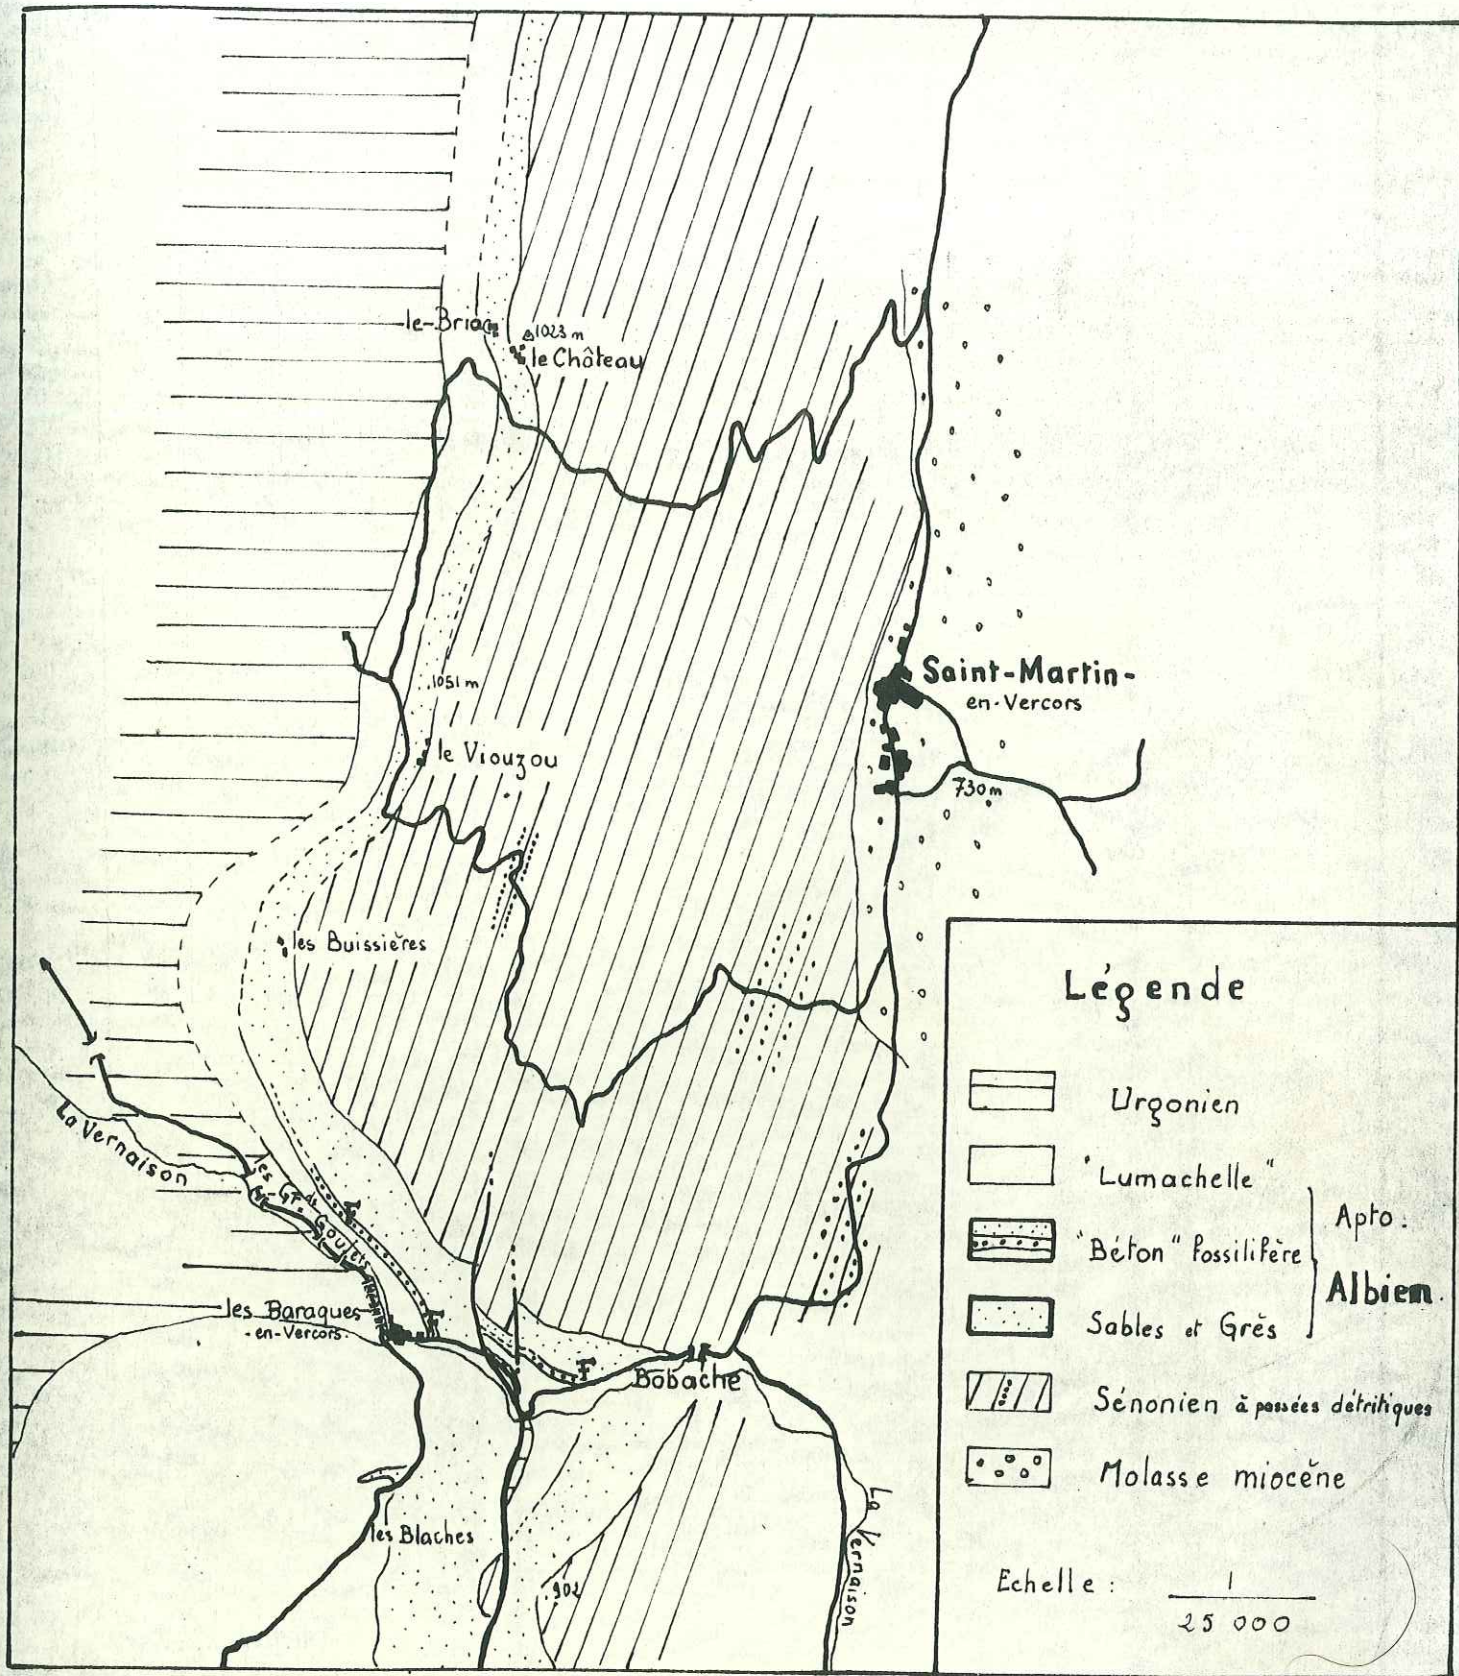 le-Briac
1023 m
le Château
1051 m
Saint-Martin-
en-Vercors
le Viouzou
730 m
les Buissières
La Vernaison
les Gds Goulets
F
F
les Baraques
-en-Vercors-
F
Bobache
les Blaches
902
La Vernaison
Légende
Urgonien
"Lumachelle"
"Béton" fossilifère
Apto.
Albien.
Sables et Grès
Sénonien à passées détritiques
Molasse miocène
Echelle : 1
25 000